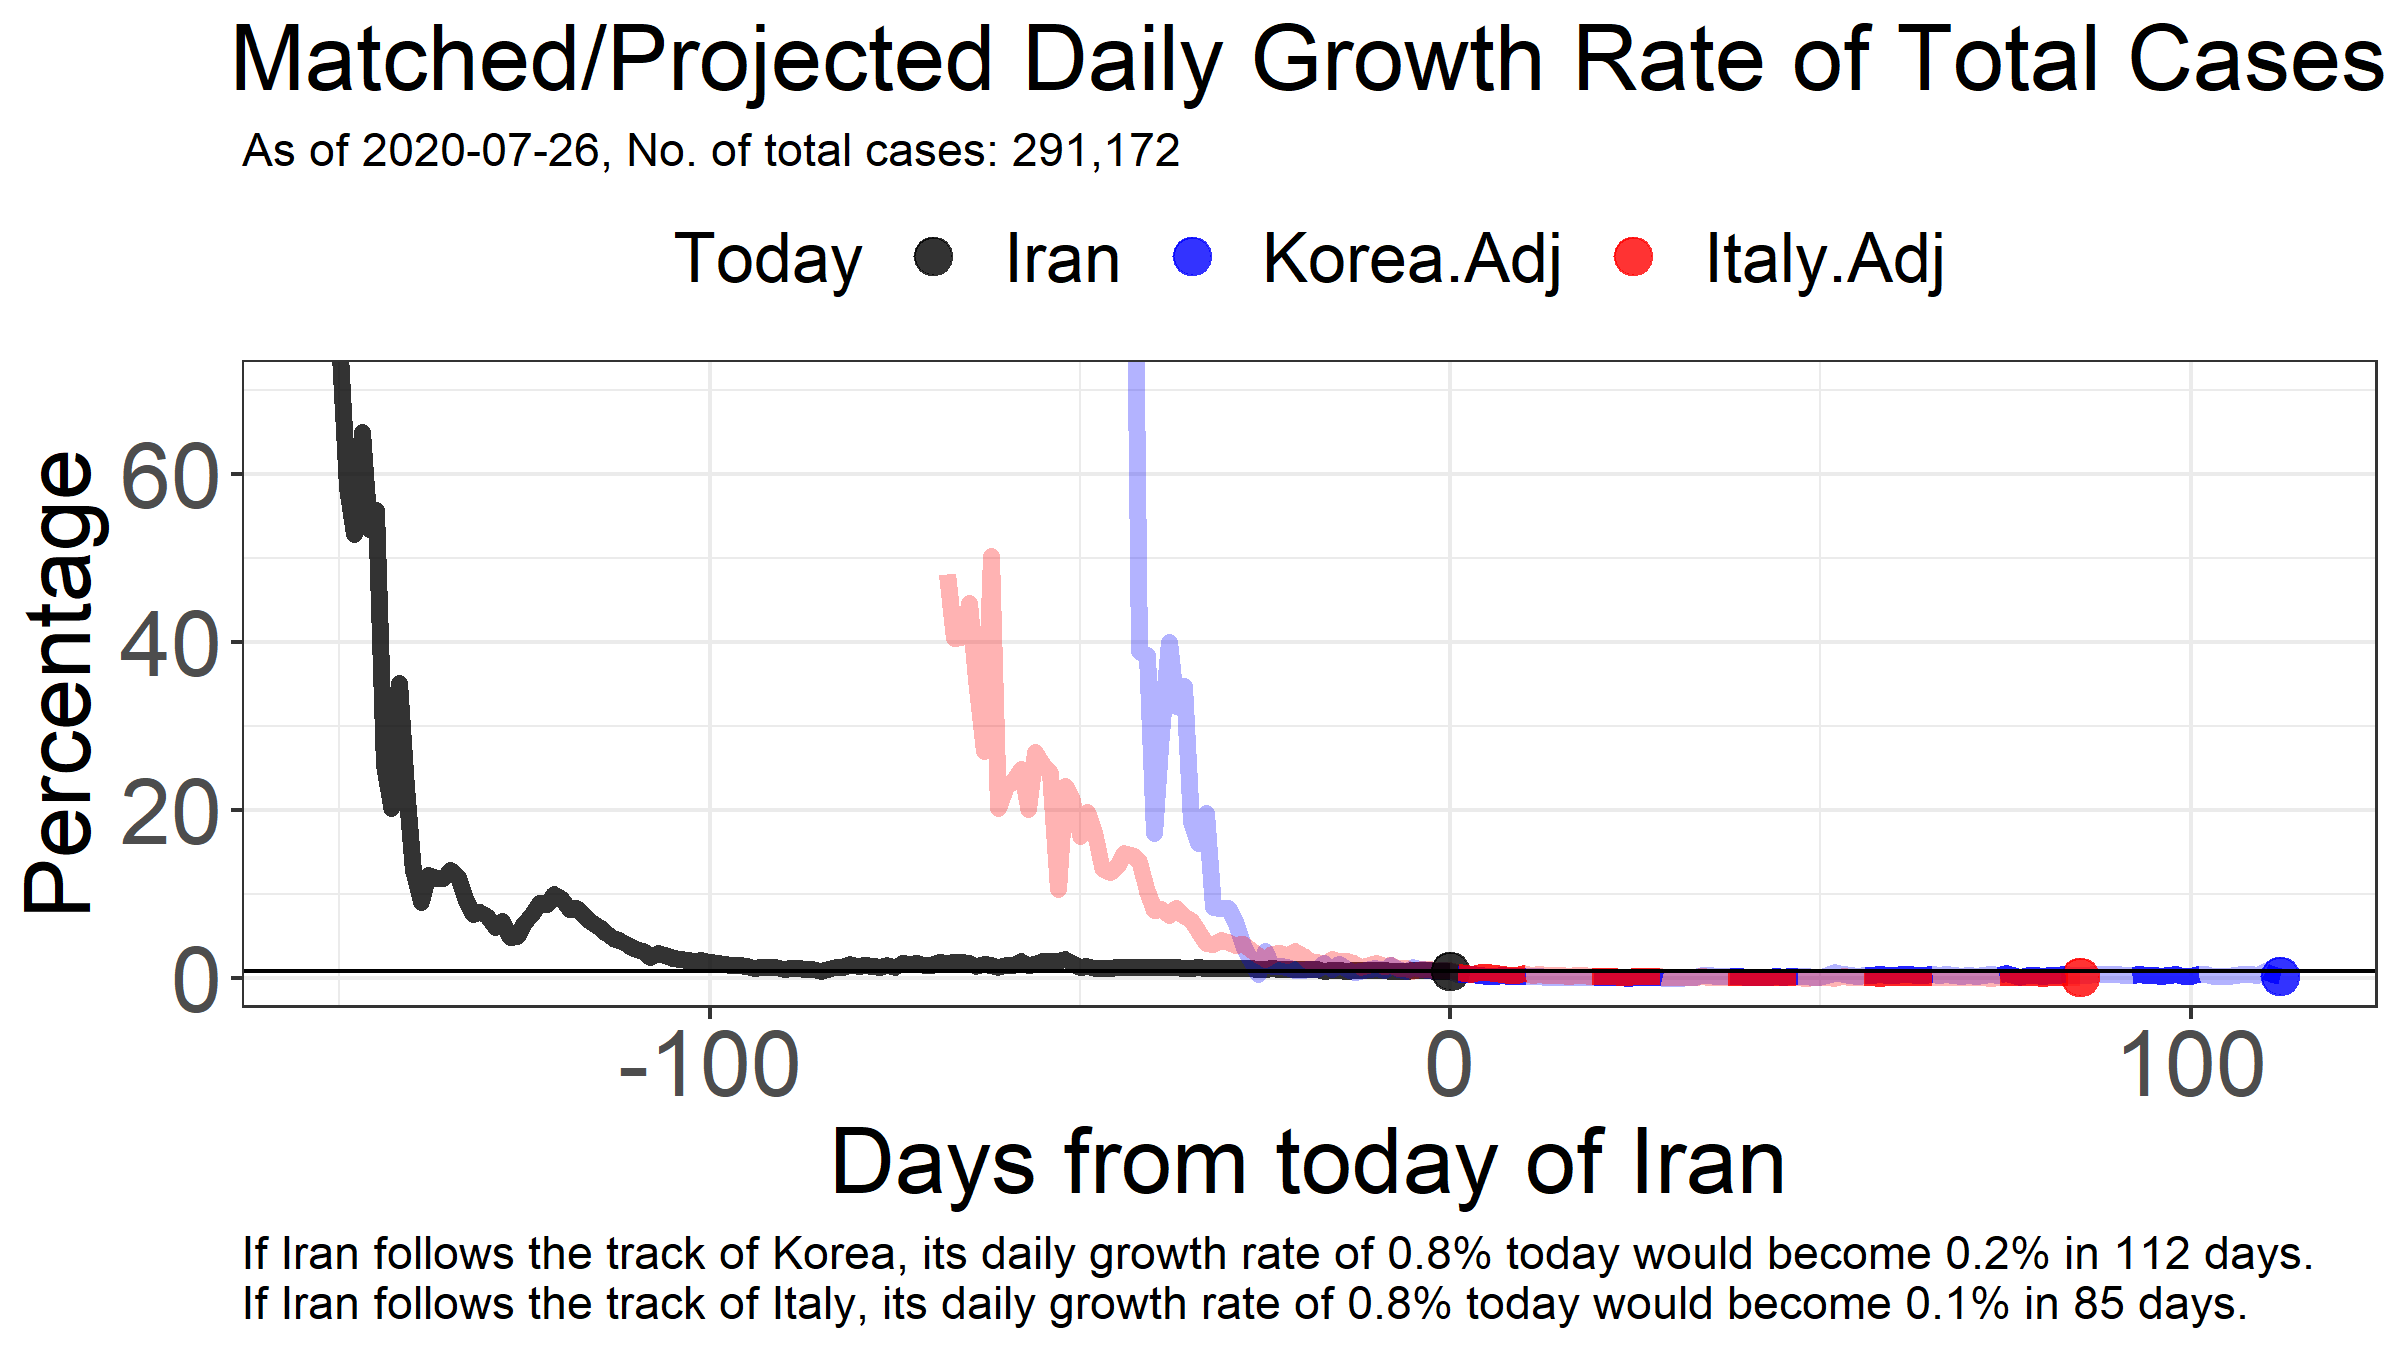 Matched/Projected Daily Growth Rate of Total Cases
As of 2020-07-26, No. of total cases: 291,172
Today Iran Korea.Adj Italy.Adj
Percentage
60
40
20
0
-100 0 100
Days from today of Iran
If Iran follows the track of Korea, its daily growth rate of 0.8% today would become 0.2% in 112 days.
If Iran follows the track of Italy, its daily growth rate of 0.8% today would become 0.1% in 85 days.